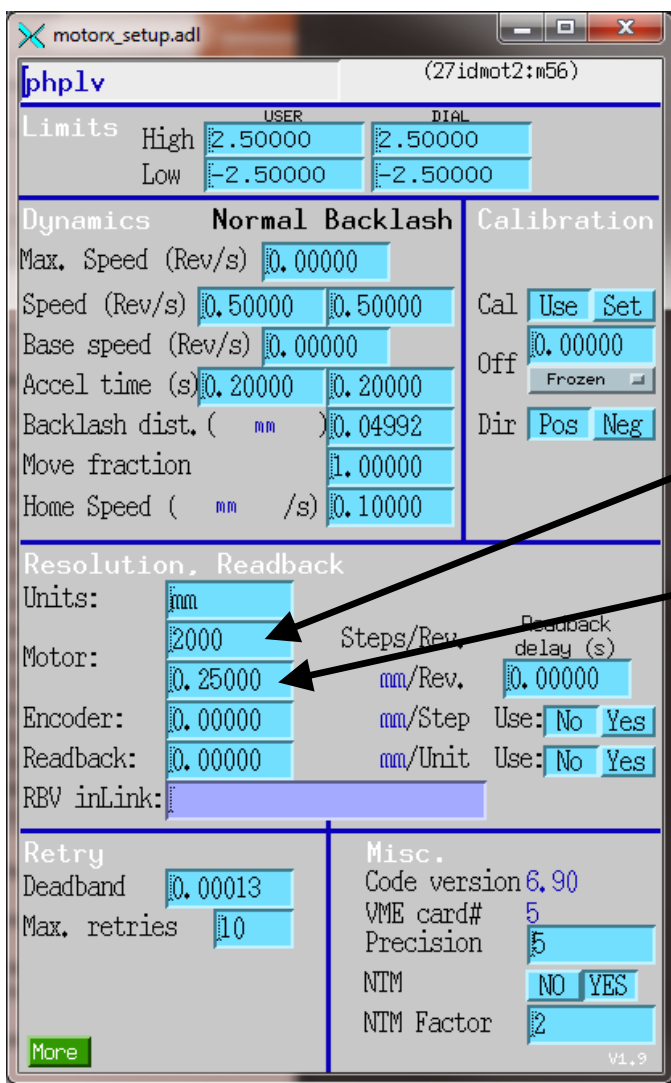 motorx_setup.adl
phplv (27idmot2:m56)
Limits USER DIAL
High 2.50000 2.50000
Low -2.50000 -2.50000
Dynamics Normal Backlash
Max. Speed (Rev/s) 0.00000
Speed (Rev/s) 0.50000 0.50000
Base speed (Rev/s) 0.00000
Accel time (s) 0.20000 0.20000
Backlash dist. ( mm ) 0.04992
Move fraction 1.00000
Home Speed ( mm /s) 0.10000
Calibration
Cal Use Set
Off 0.00000
Frozen
Dir Pos Neg
Resolution, Readback
Units: mm
Motor: 2000 Steps/Rev.
0.25000 mm/Rev.
Readback
delay (s)
0.00000
Encoder: 0.00000 mm/Step Use: No Yes
Readback: 0.00000 mm/Unit Use: No Yes
RBV inLink:
Retry
Deadband 0.00013
Max. retries 10
More
Misc.
Code version 6.90
VME card# 5
Precision 5
NTM NO YES
NTM Factor 2
V1.9